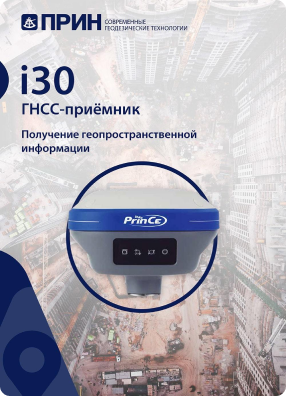 ПРИН
СОВРЕМЕННЫЕ
ГЕОДЕЗИЧЕСКИЕ ТЕХНОЛОГИИ
i30
ГНСС-приёмник
Получение геопространственной
информации
PrinCE